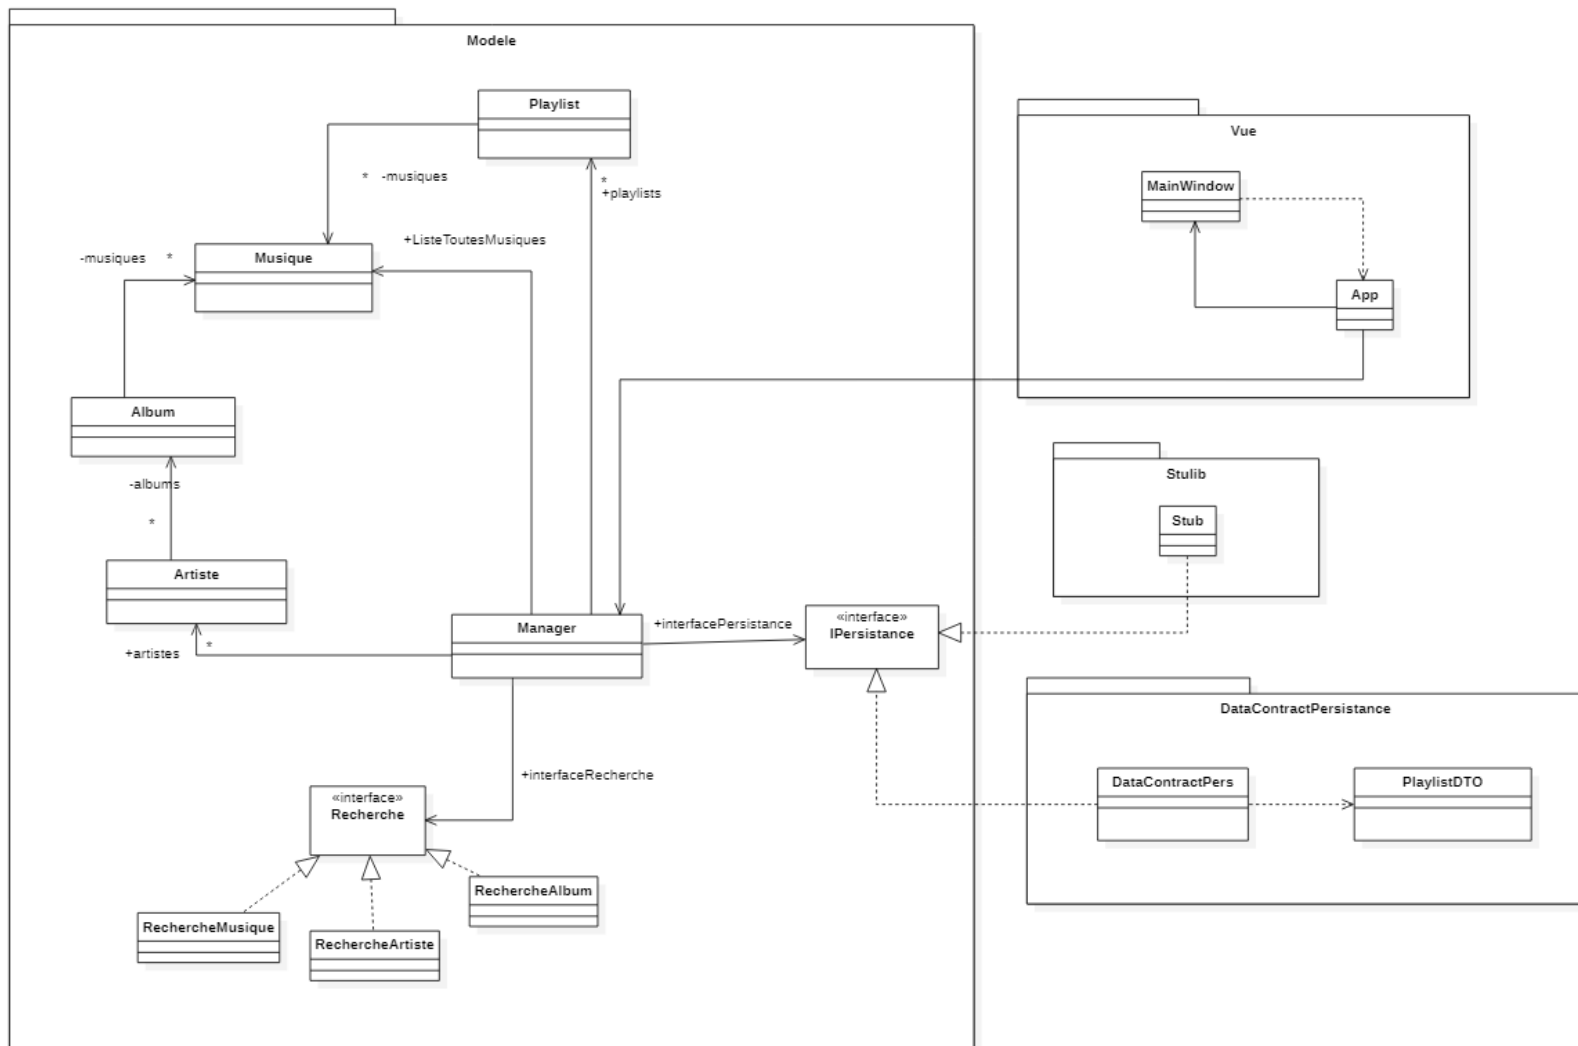 Modele
Playlist
*
-musiques
*
+playlists
+ListeToutesMusiques
-musiques
*
Musique
Album
-albums
*
Artiste
+artistes
*
Manager
+interfacePersistance
«interface»
IPersistance
+interfaceRecherche
«interface»
Recherche
RechercheAlbum
RechercheMusique
RechercheArtiste
Vue
MainWindow
App
Stulib
Stub
DataContractPersistance
DataContractPers
PlaylistDTO